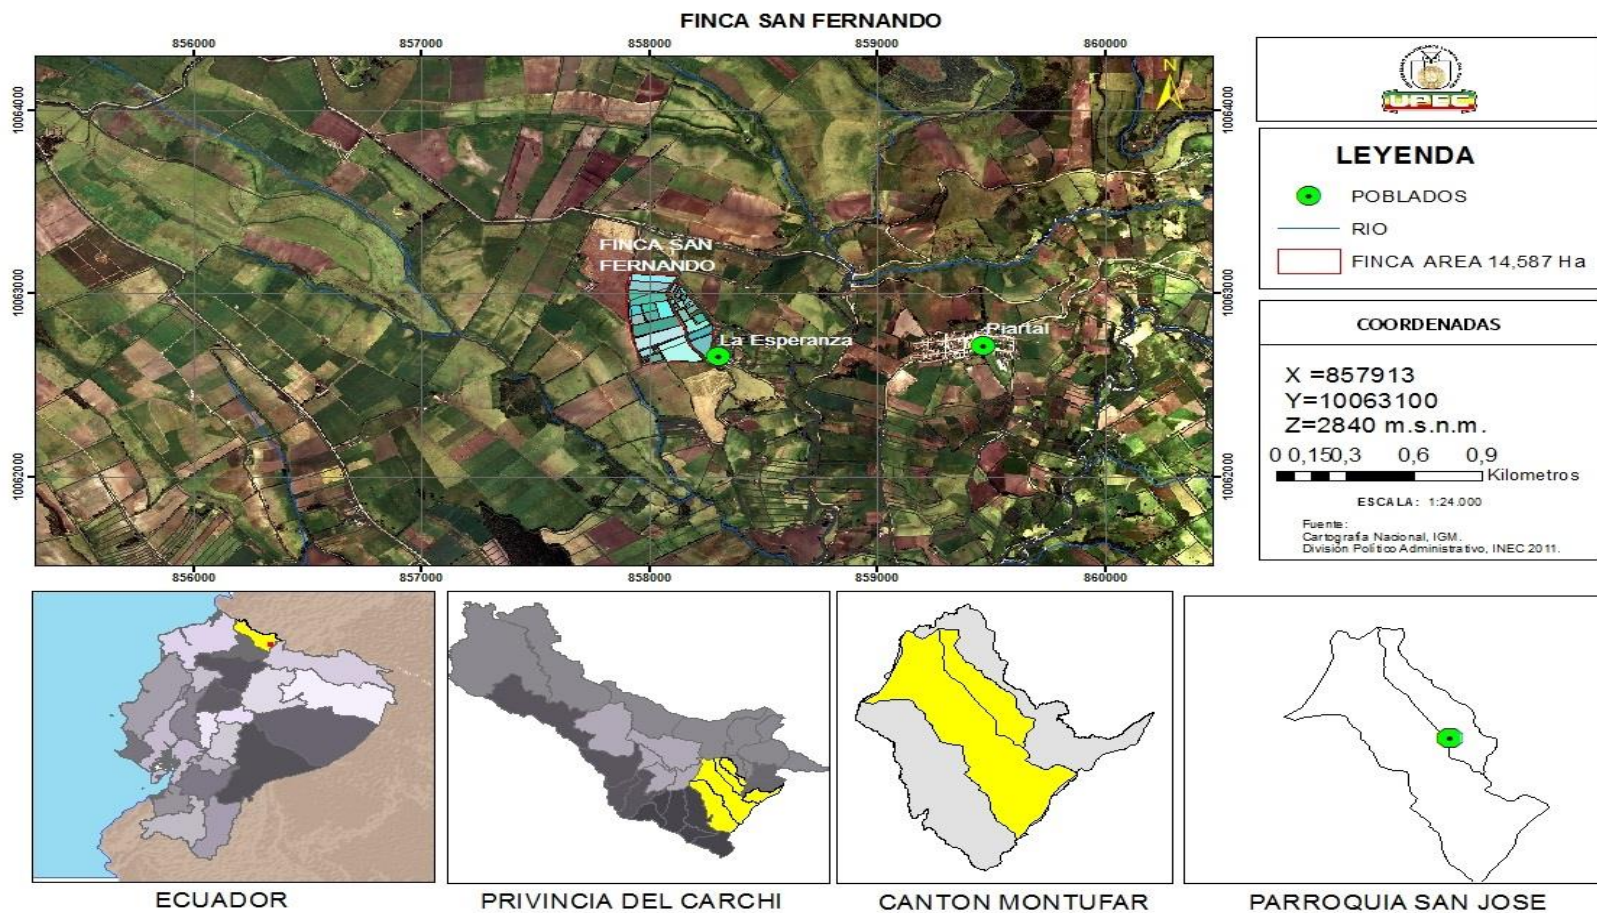 FINCA SAN FERNANDO
856000 857000 858000 859000 860000
10064000 10064000
10063000 10063000
10062000 10062000
N
FINCA SAN
FERNANDO
La Esperanza
Piartal
856000 857000 858000 859000 860000
UPEC
LEYENDA
POBLADOS
RIO
FINCA AREA 14,587 Ha
COORDENADAS
X =857913
Y=10063100
Z=2840 m.s.n.m.
0 0,15 0,3 0,6 0,9
Kilometros
ESCALA: 1:24.000
Fuente:
Cartografía Nacional, IGM.
División Político Administrativo, INEC 2011.
ECUADOR
PRIVINCIA DEL CARCHI
CANTON MONTUFAR
PARROQUIA SAN JOSE